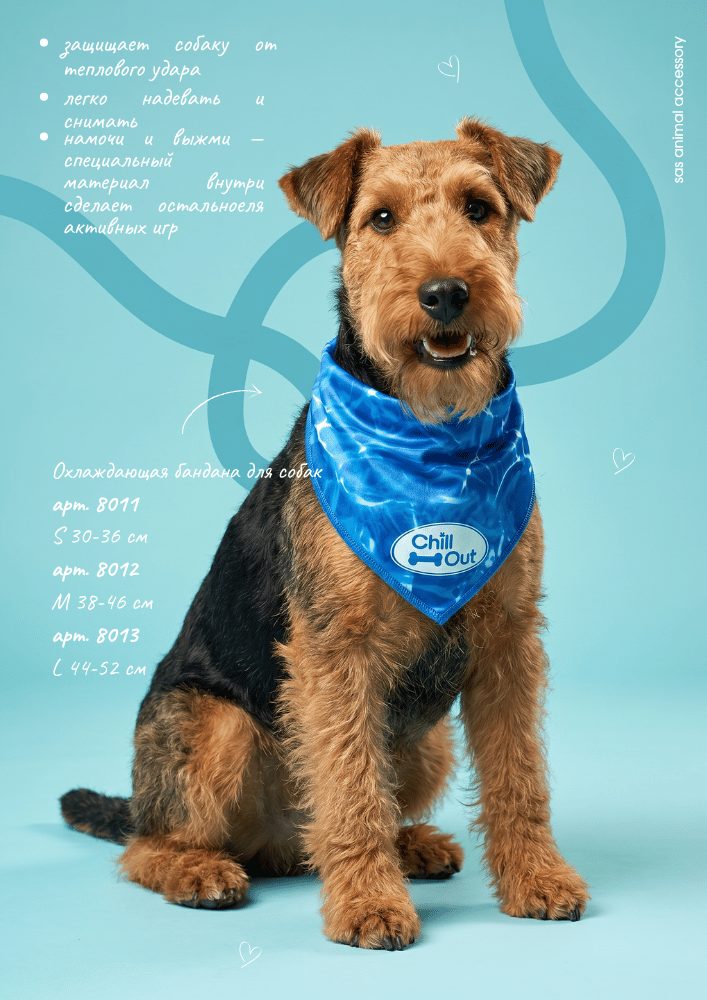 защищает собаку от
теплового удара
легко надевать и
снимать
намочи и выжми —
специальный
материал внутри
сделает остальноеля
активных игр
sas animal accessory
Охлаждающая бандана для собак
арт. 8011
S 30-36 см
арт. 8012
M 38-46 см
арт. 8013
L 44-52 см
Chill
Out